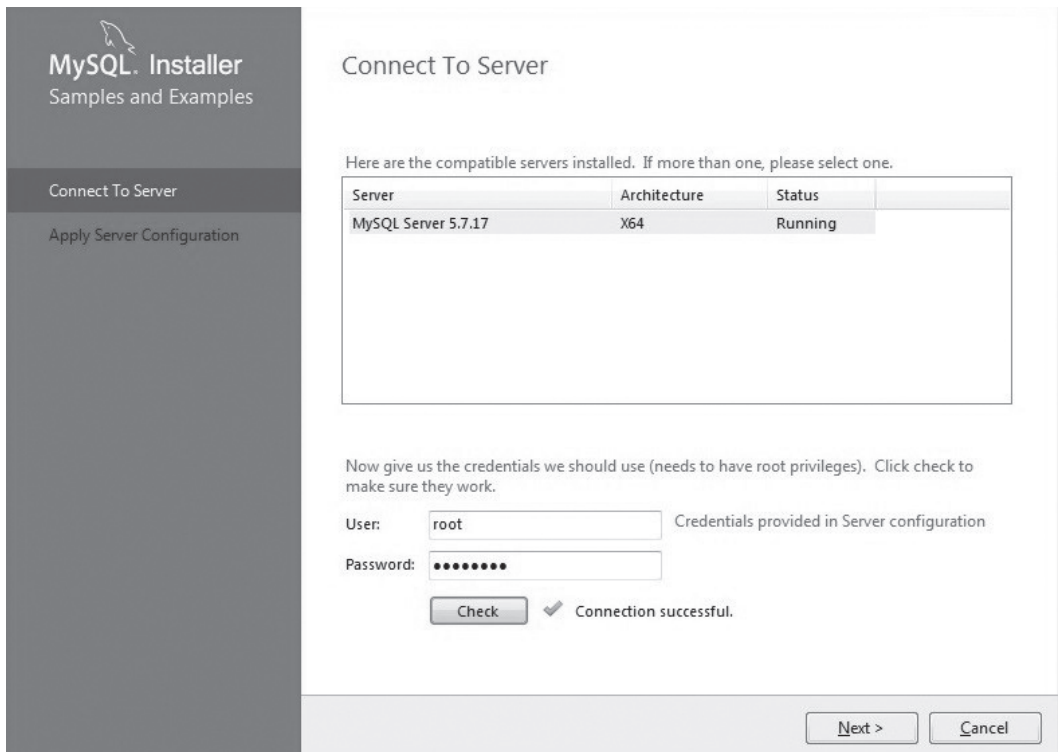 MySQL. Installer
Samples and Examples
Connect To Server
Apply Server Configuration
Connect To Server
Here are the compatible servers installed.  If more than one, please select one.
Server Architecture Status
MySQL Server 5.7.17 X64 Running
Now give us the credentials we should use (needs to have root privileges).  Click check to
make sure they work.
User: root Credentials provided in Server configuration
Password: ●●●●●●●●
Check Connection successful.
Next > Cancel